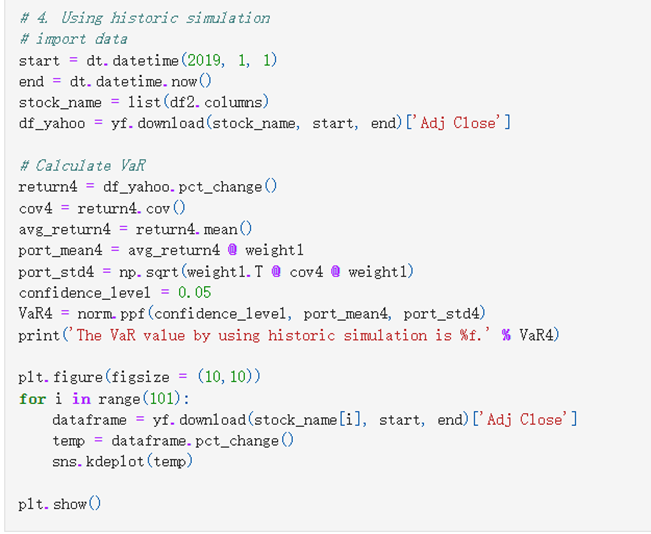 # 4. Using historic simulation
# import data
start = dt.datetime(2019, 1, 1)
end = dt.datetime.now()
stock_name = list(df2.columns)
df_yahoo = yf.download(stock_name, start, end)['Adj Close']
# Calculate VaR
return4 = df_yahoo.pct_change()
cov4 = return4.cov()
avg_return4 = return4.mean()
port_mean4 = avg_return4 @ weight1
port_std4 = np.sqrt(weight1.T @ cov4 @ weight1)
confidence_level = 0.05
VaR4 = norm.ppf(confidence_level, port_mean4, port_std4)
print('The VaR value by using historic simulation is %f.' % VaR4)
plt.figure(figsize = (10,10))
for i in range(101):
    dataframe = yf.download(stock_name[i], start, end)['Adj Close']
    temp = dataframe.pct_change()
    sns.kdeplot(temp)
plt.show()